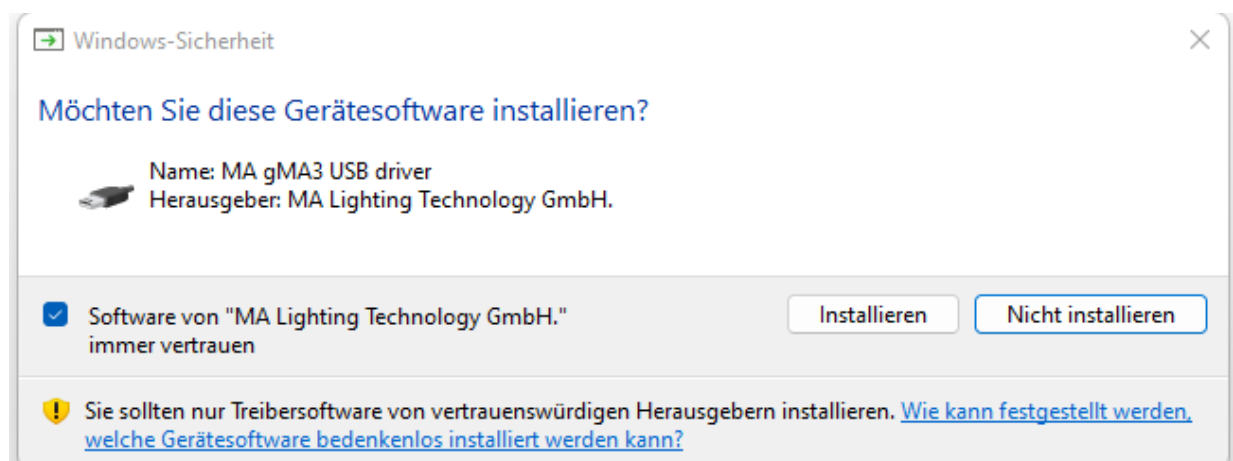 Windows-Sicherheit
Möchten Sie diese Gerätesoftware installieren?
Name: MA gMA3 USB driver
Herausgeber: MA Lighting Technology GmbH.
Software von "MA Lighting Technology GmbH."
immer vertrauen
Installieren
Nicht installieren
Sie sollten nur Treibersoftware von vertrauenswürdigen Herausgebern installieren. Wie kann festgestellt werden,
welche Gerätesoftware bedenkenlos installiert werden kann?